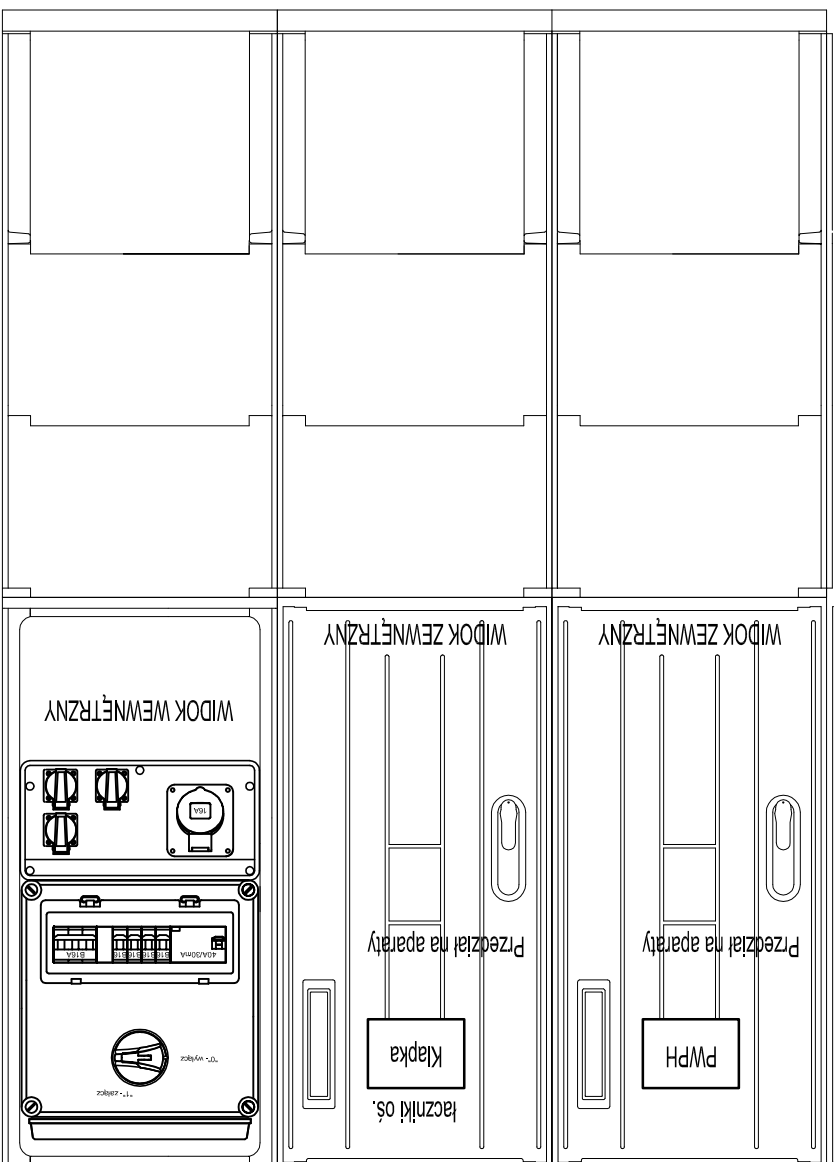 PWPH
Przedział na aparaty
WIDOK ZEWNĘTRZNY
łaczniki oś.
Klapka
Przedział na aparaty
WIDOK ZEWNĘTRZNY
"1"- załącz
"0"- wyłącz
40A/30mA B16 B16 B16 B16 B16A
16A
WIDOK WEWNĘTRZNY